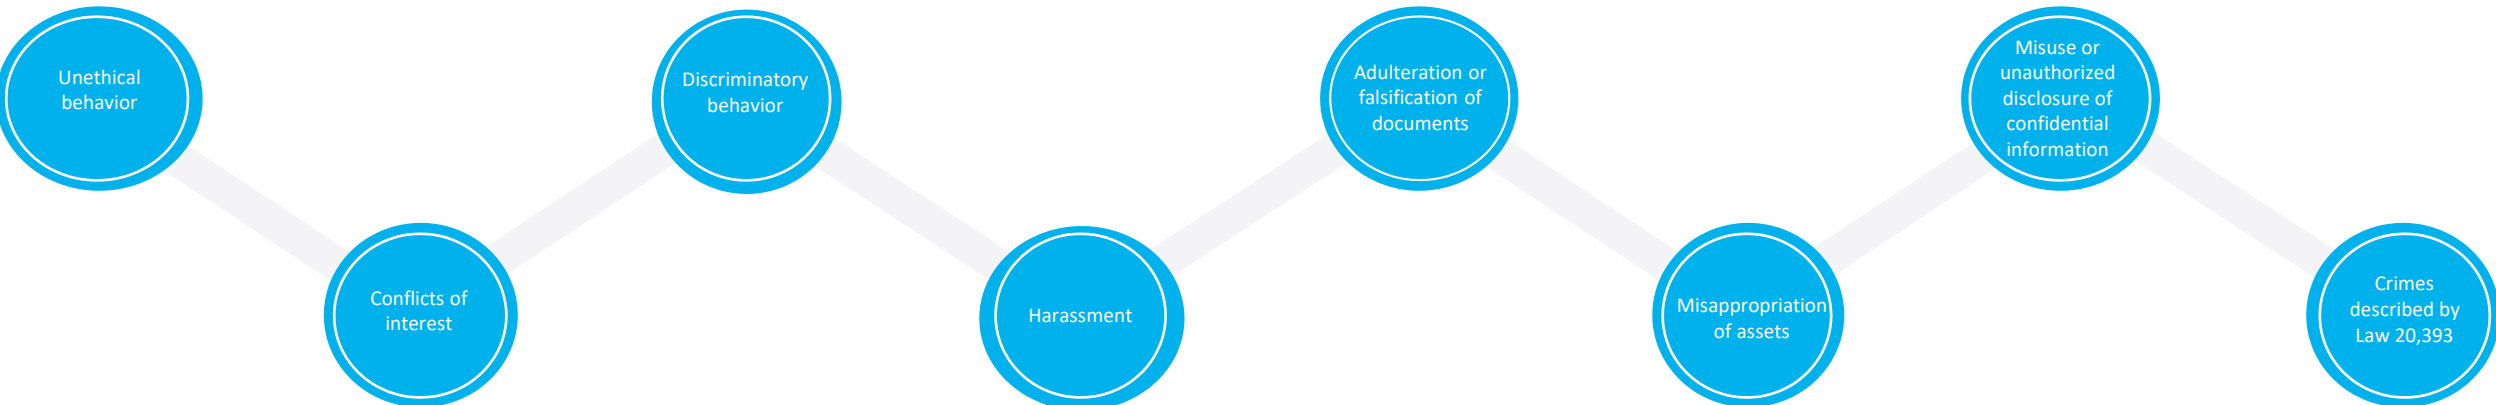 Unethical
behavior
Conflicts of
interest
Discriminatory
behavior
Harassment
Adulteration or
falsification of
documents
Misappropriation
of assets
Misuse or
unauthorized
disclosure of
confidential
information
Crimes
described by
Law 20,393